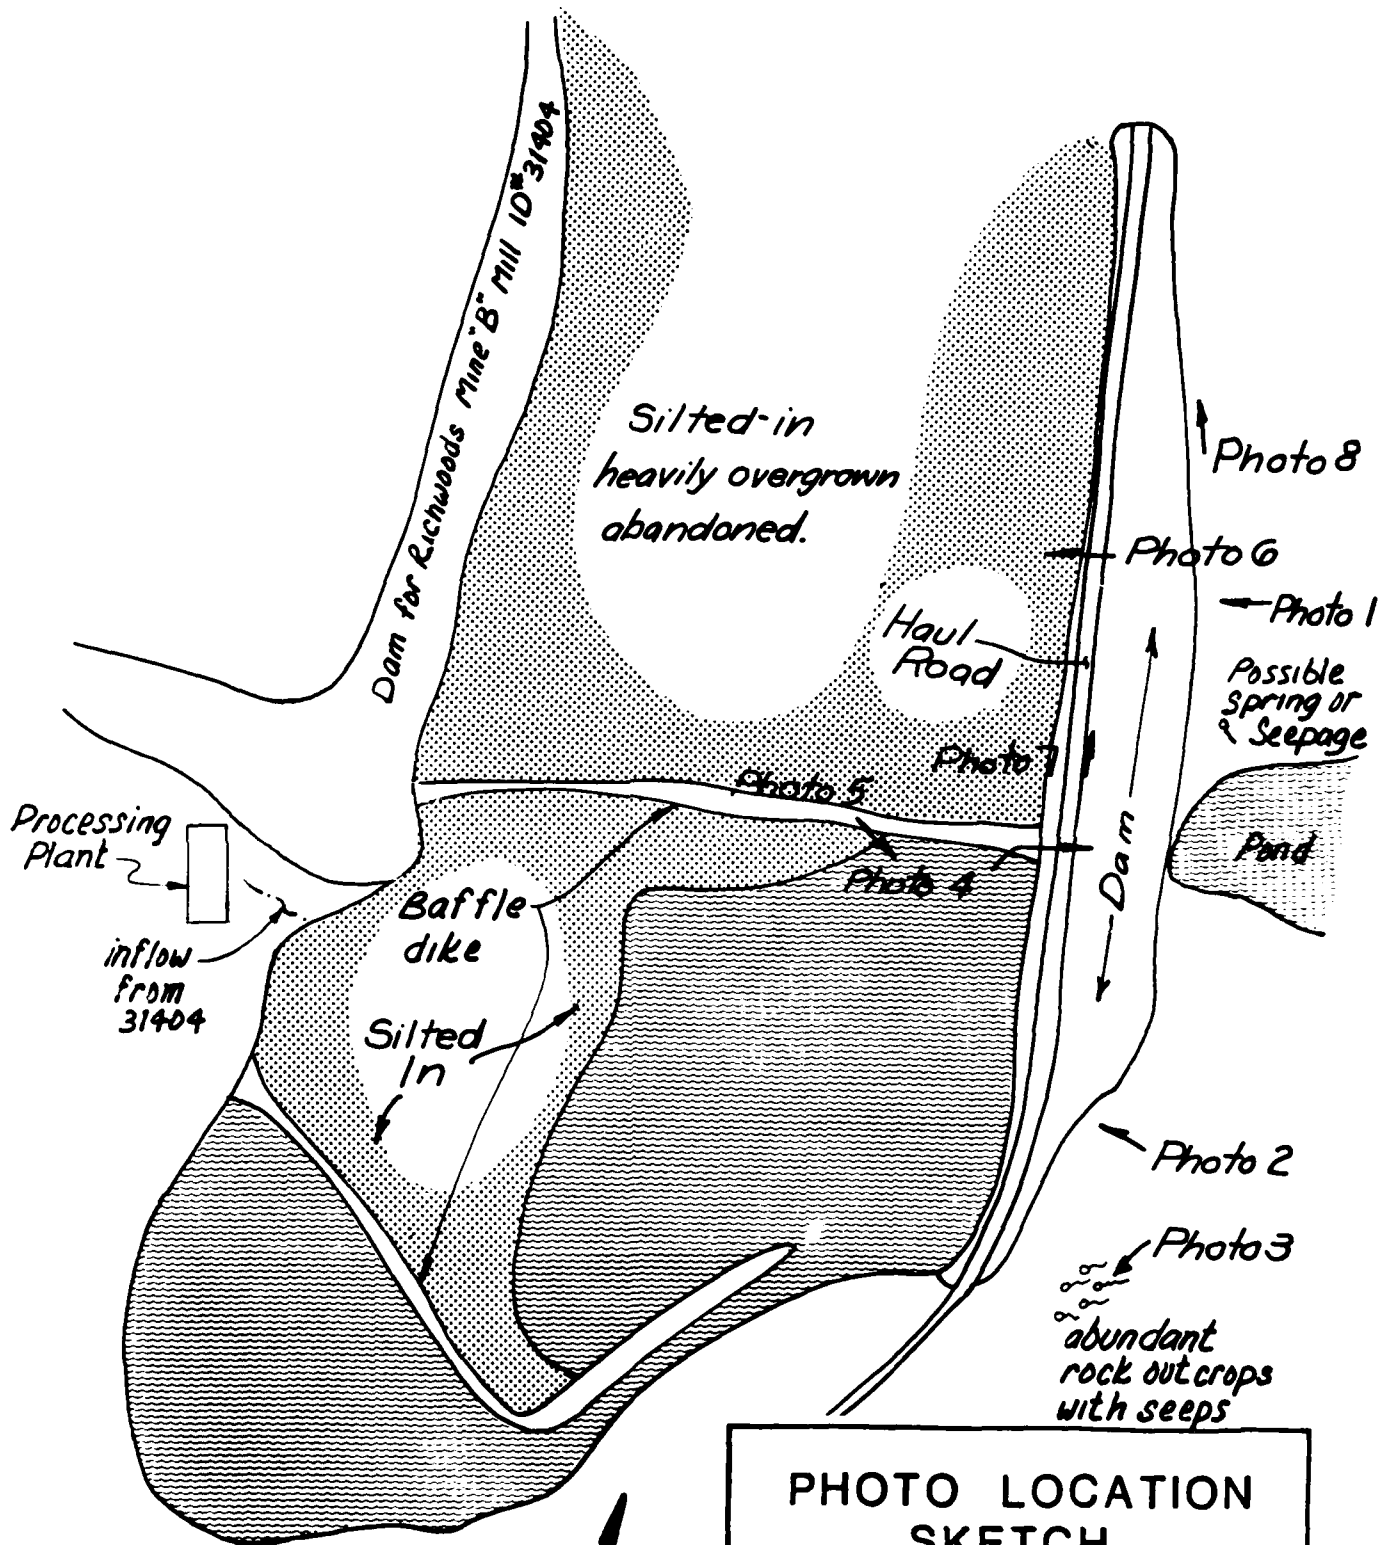 Dam for Richwoods Mine "B" Mill ID# 31404
Silted-in
heavily overgrown
abandoned.
Photo 8
Photo 6
Photo 1
Haul
Road
Possible
spring or
Seepage
Photo 7
Photo 5
Processing
Plant
Dam
Pond
Photo 4
Baffle
dike
inflow
from
31404
Silted
In
Photo 2
Photo 3
abundant
rock outcrops
with seeps
PHOTO LOCATION
SKETCH